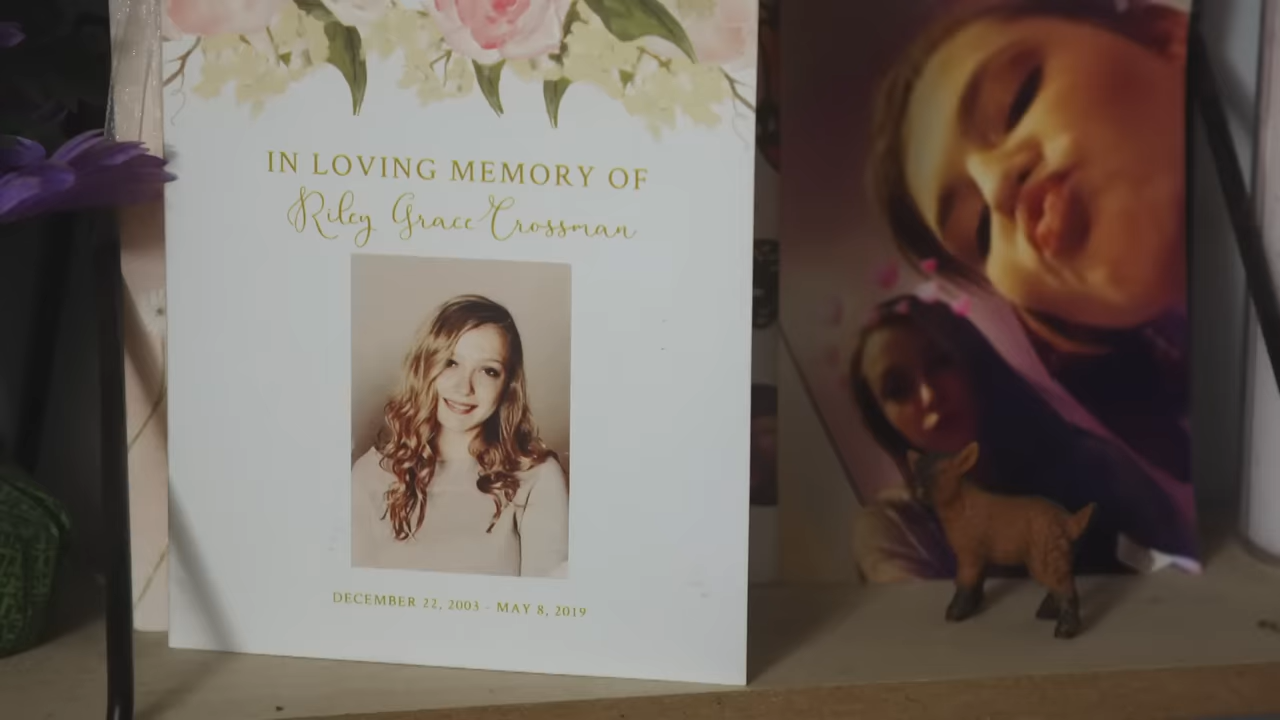 IN LOVING MEMORY OF
Riley Grace Crossman
DECEMBER 22, 2003 - MAY 8, 2019